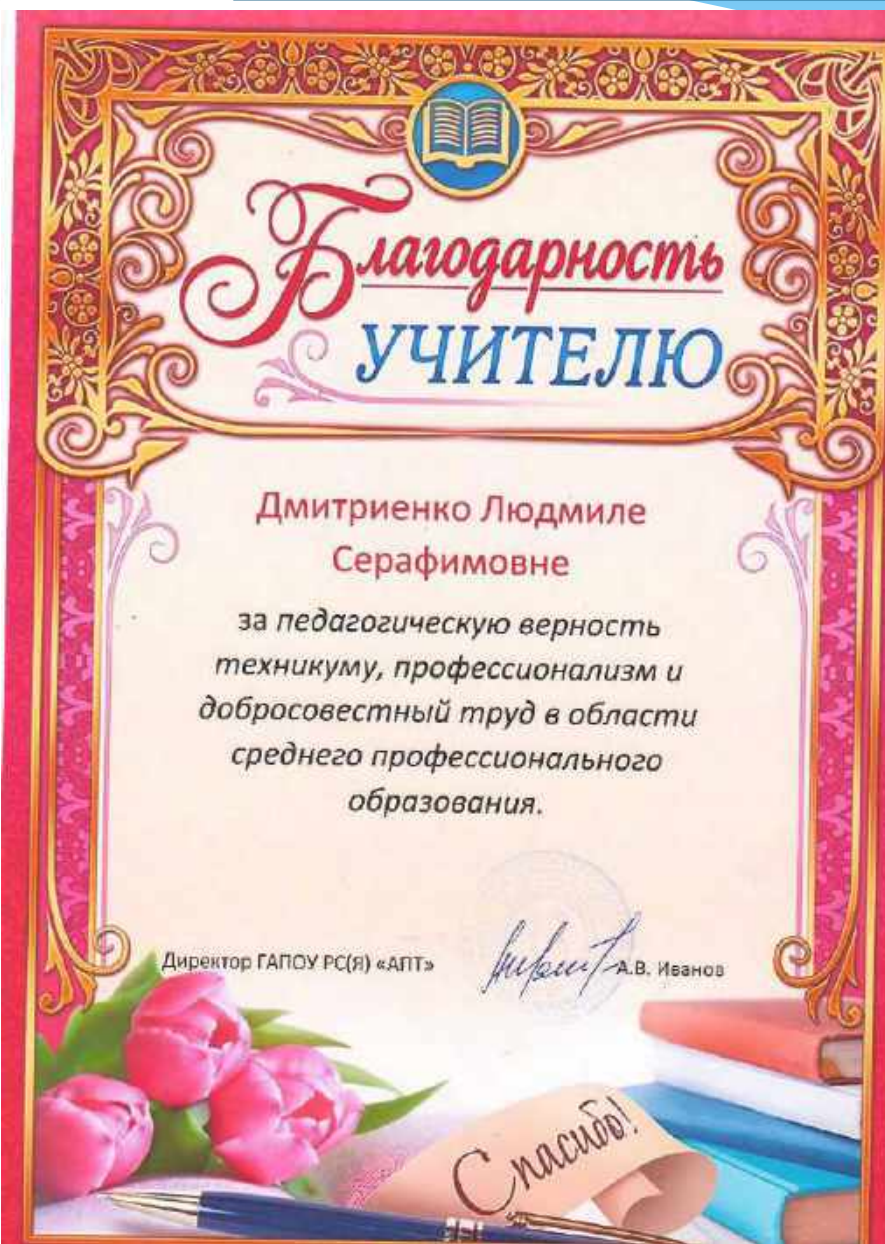 Благодарность
УЧИТЕЛЮ
Дмитриенко Людмиле
Серафимовне
за педагогическую верность
техникуму, профессионализм и
добросовестный труд в области
среднего профессионального
образования.
Директор ГАПОУ РС(Я) «АПТ» А.В. Иванов
Спасибо!